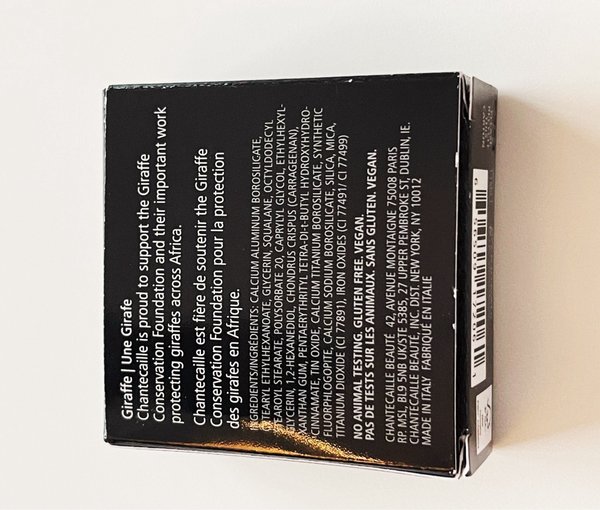 Giraffe | Une Girafe
Chantecaille is proud to support the Giraffe
Conservation Foundation and their important work
protecting giraffes across Africa.
Chantecaille est fière de soutenir the Giraffe
Conservation Foundation pour la protection
des girafes en Afrique.
INGREDIENTS/INGRÉDIENTS: CALCIUM ALUMINUM BOROSILICATE,
STEARYL ETHYLHEXANOATE, GLYCERIN, SQUALANE, OCTYLDODECYL
STEAROYL STEARATE, POLYSORBATE 20, CAPRYLYL GLYCOL, ETHYLHEXYL-
GLYCERIN, 1,2-HEXANEDIOL, CHONDRUS CRISPUS (CARRAGEENAN),
XANTHAN GUM, PENTAERYTHRITYL TETRA-DI-t-BUTYL HYDROXYHYDRO-
CINNAMATE, TIN OXIDE, CALCIUM TITANIUM BOROSILICATE, SYNTHETIC
FLUORPHLOGOPITE, CALCIUM SODIUM BOROSILICATE, SILICA, MICA,
TITANIUM DIOXIDE (CI 77891), IRON OXIDES (CI 77491/ CI 77499)
NO ANIMAL TESTING. GLUTEN FREE. VEGAN.
PAS DE TESTS SUR LES ANIMAUX. SANS GLUTEN. VEGAN.
CHANTECAILLE BEAUTÉ 42, AVENUE MONTAIGNE 75008 PARIS
RP MSL, BL9 5NB UK/STE 5385, 27 UPPER PEMBROKE ST, DUBLIN, IE.
CHANTECAILLE BEAUTÉ, INC. DIST. NEW YORK, NY 10012
MADE IN ITALY FABRIQUÉ EN ITALIE